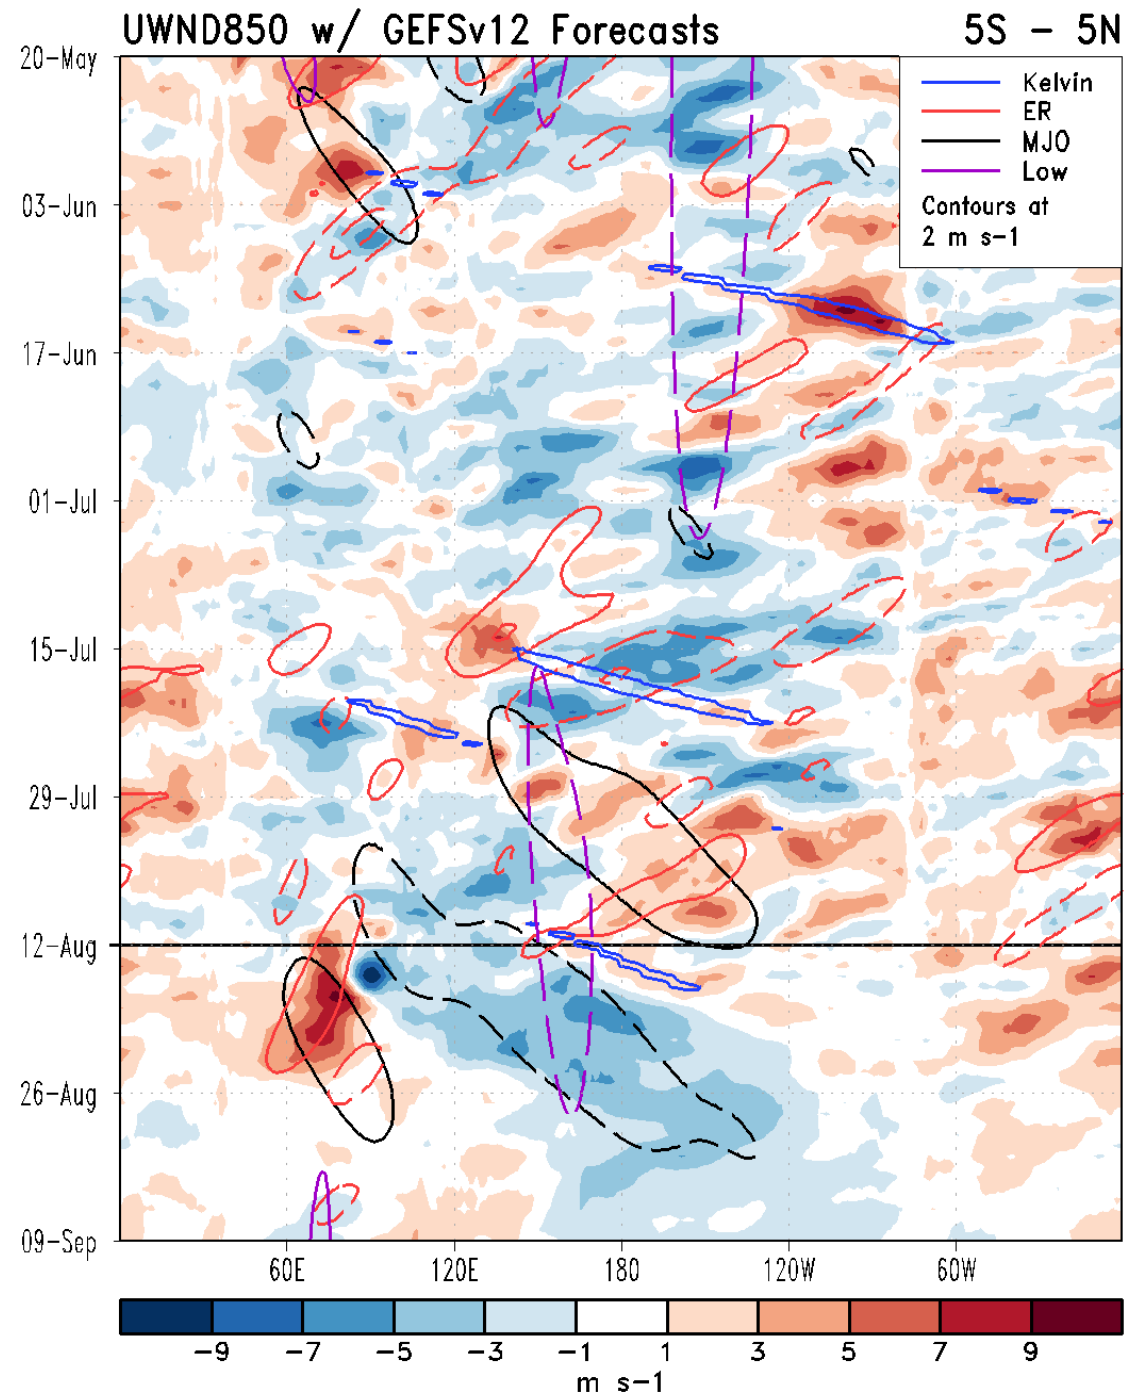 UWND850 w/ GEFSv12 Forecasts 5S - 5N
Kelvin
ER
MJO
Low
Contours at
2 m s-1
20-May
03-Jun
17-Jun
01-Jul
15-Jul
29-Jul
12-Aug
26-Aug
09-Sep
60E 120E 180 120W 60W
-9 -7 -5 -3 -1 1 3 5 7 9
m s-1